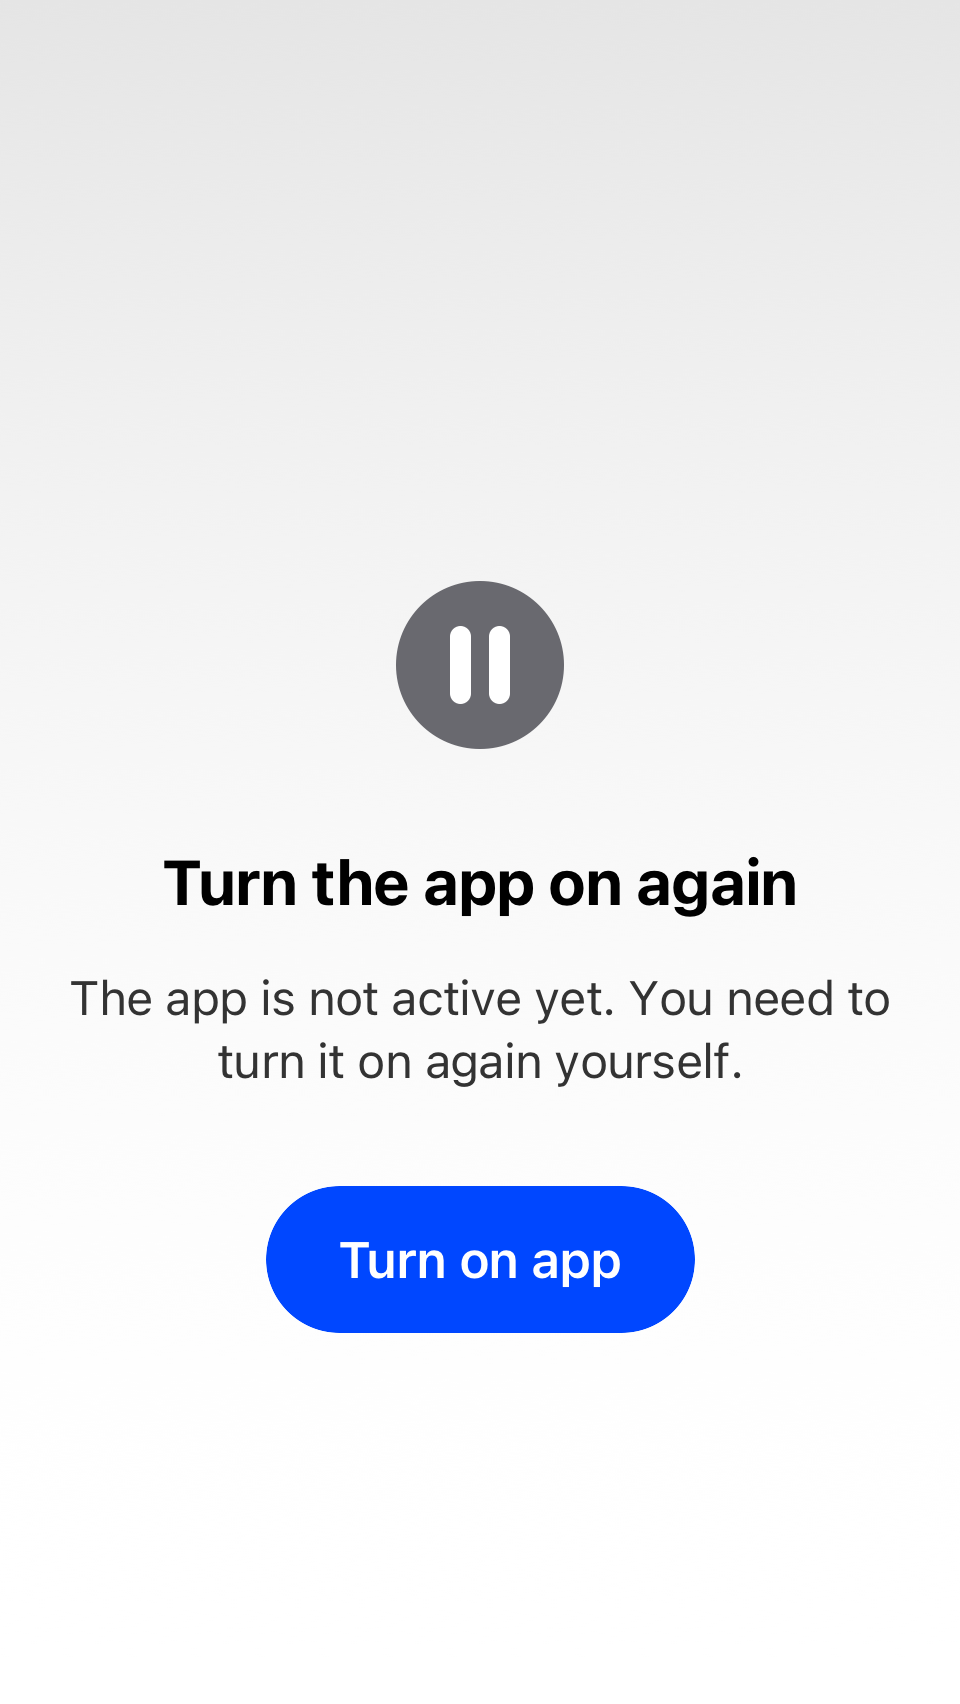 Turn the app on again
The app is not active yet. You need to
turn it on again yourself.
Turn on app